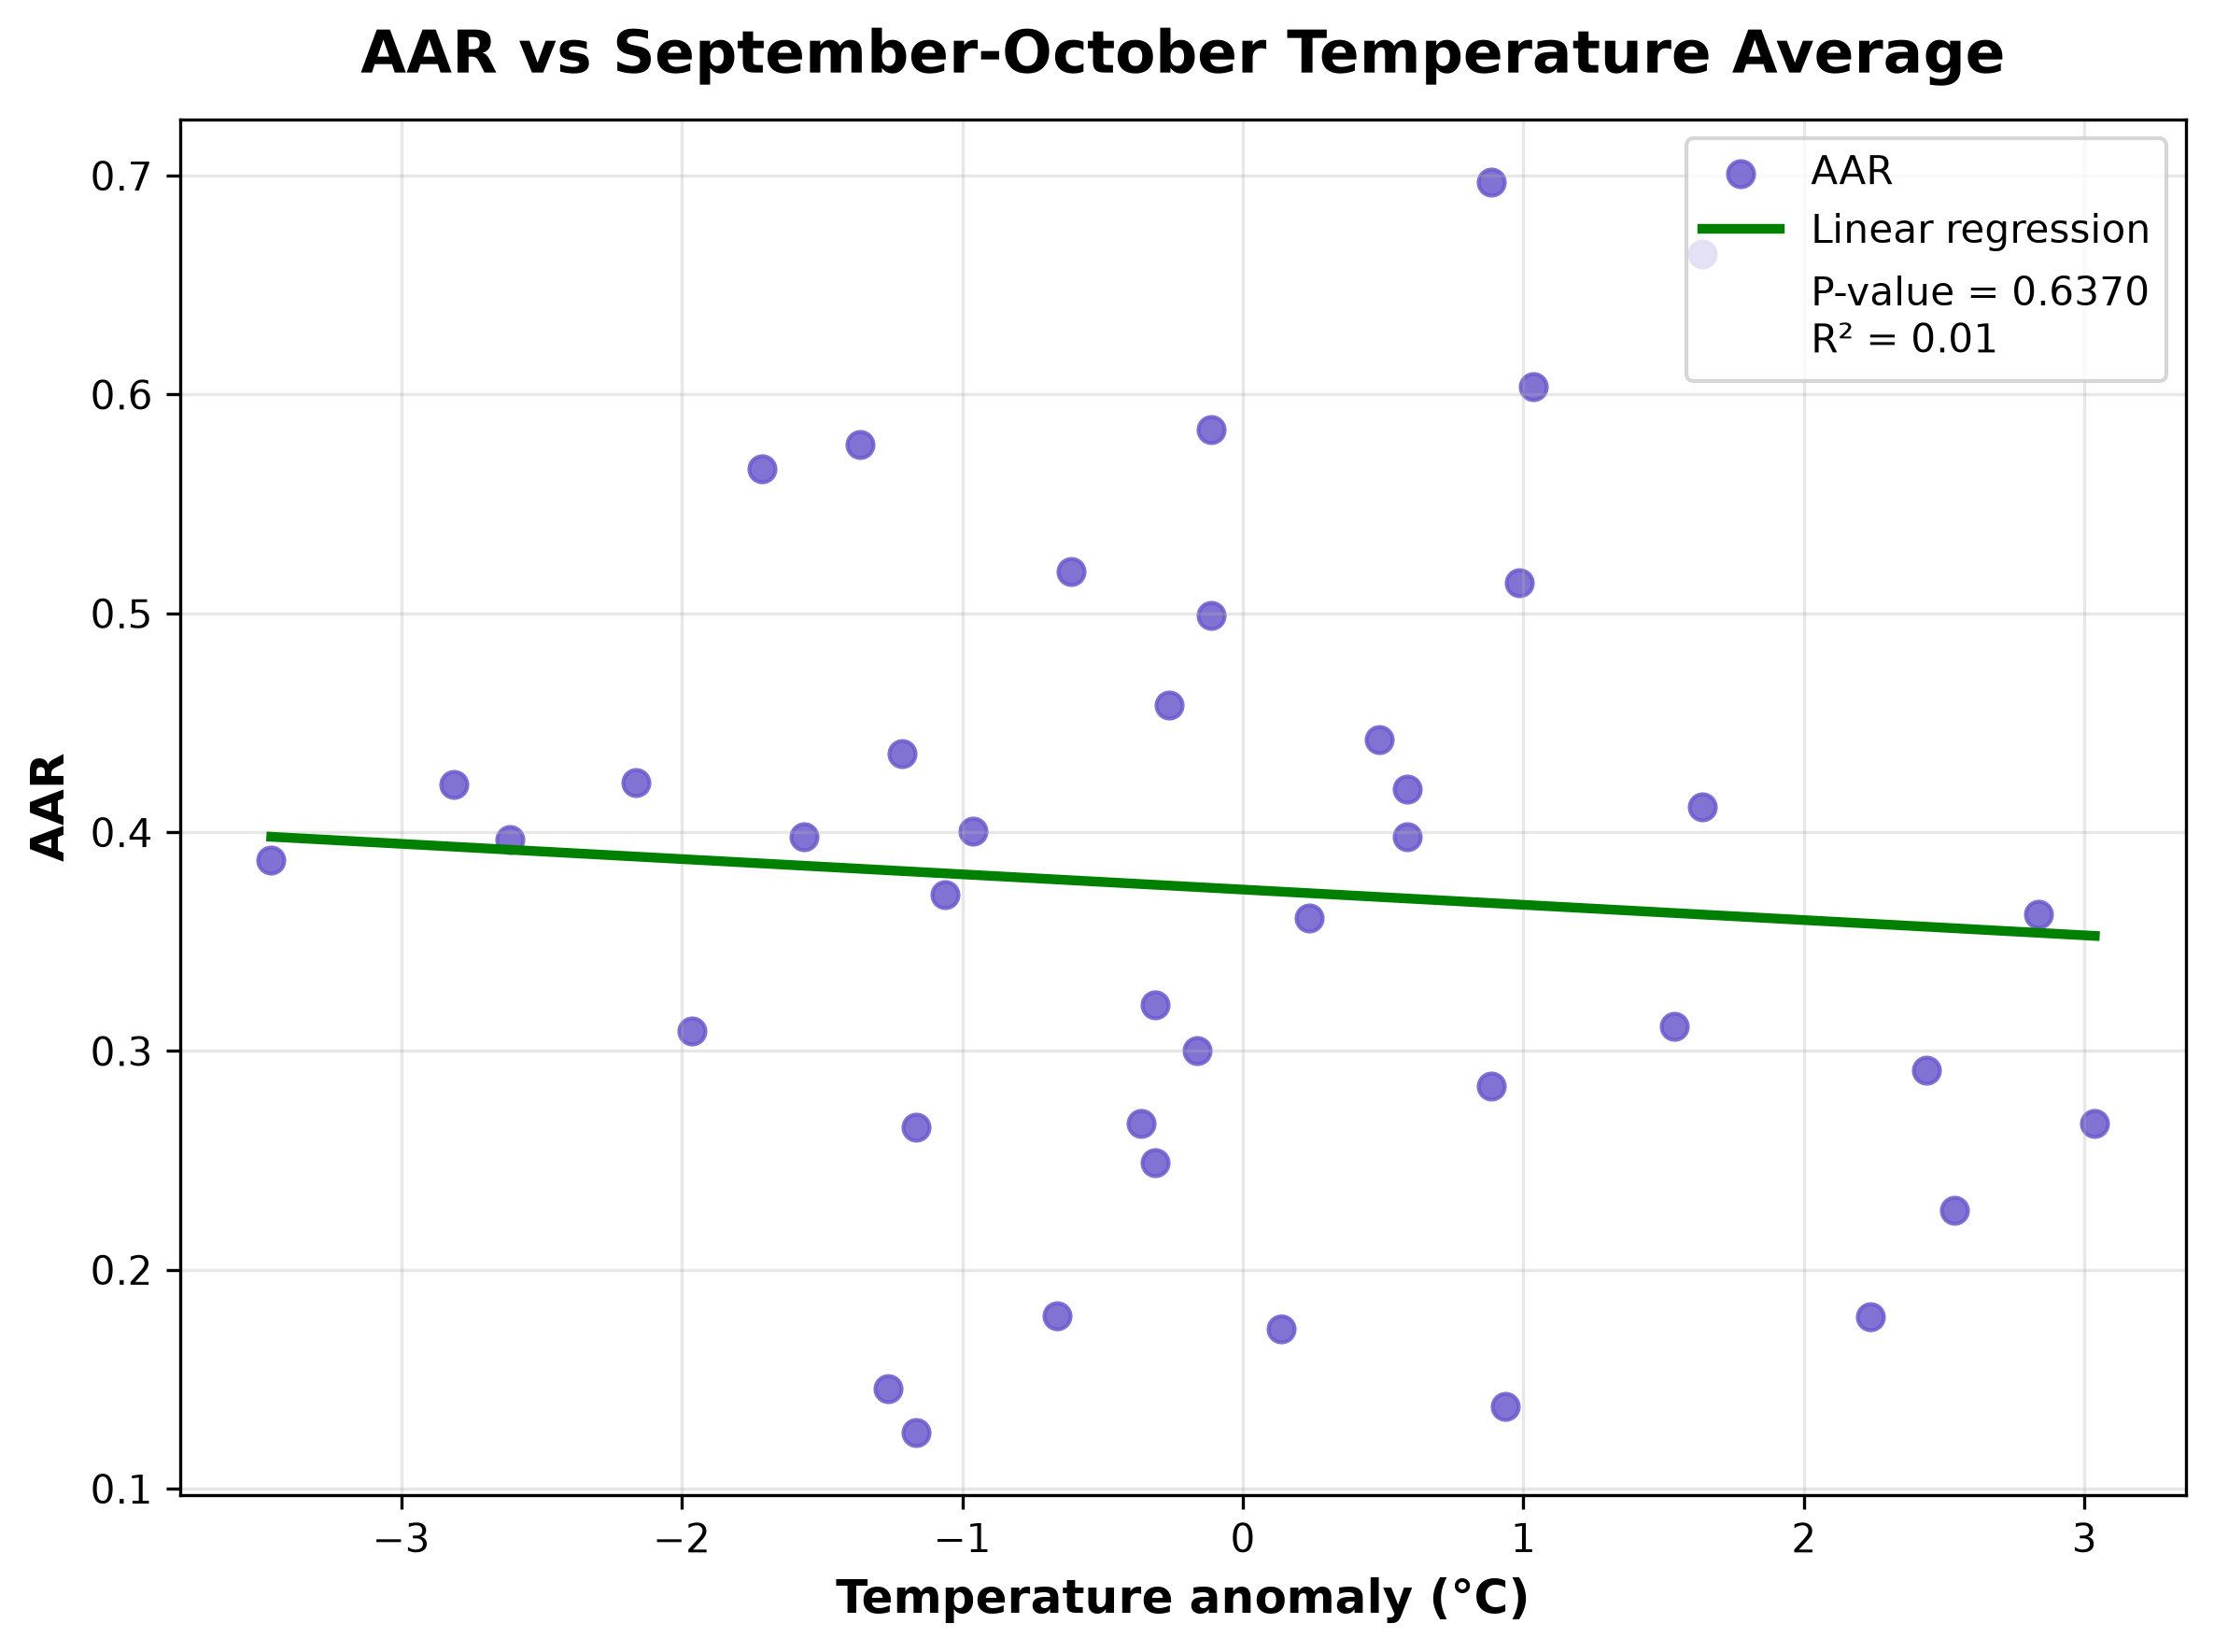 AAR vs September-October Temperature Average
AAR
Linear regression
P-value = 0.6370
R² = 0.01
0.7
0.6
0.5
0.4
0.3
0.2
0.1
AAR
−3
−2
−1
0
1
2
3
Temperature anomaly (°C)